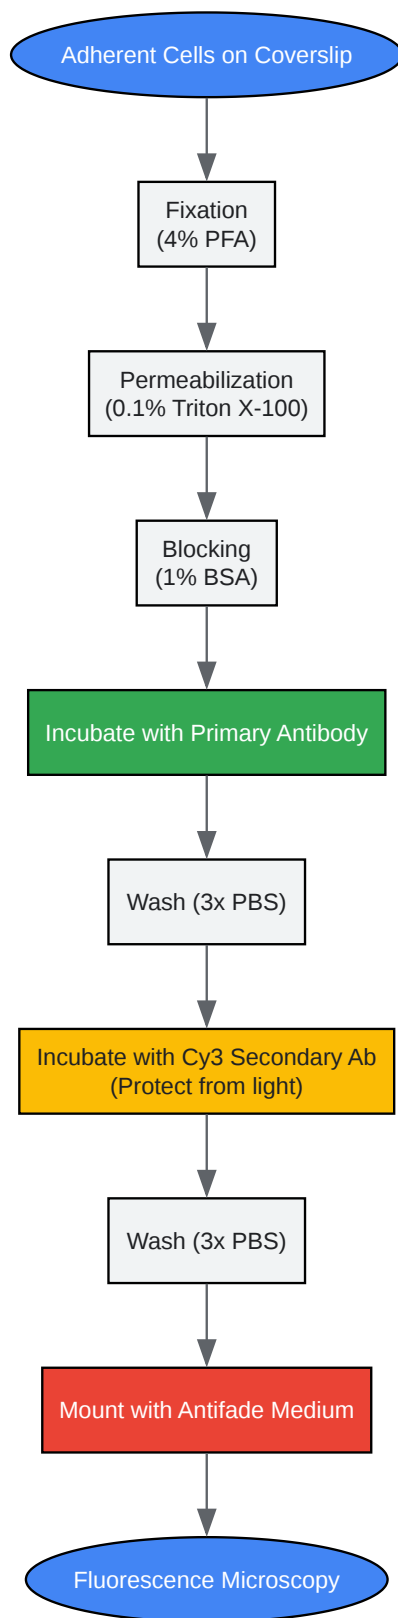 Adherent Cells on Coverslip
Fixation
(4% PFA)
Permeabilization
(0.1% Triton X-100)
Blocking
(1% BSA)
Incubate with Primary Antibody
Wash (3x PBS)
Incubate with Cy3 Secondary Ab
(Protect from light)
Wash (3x PBS)
Mount with Antifade Medium
Fluorescence Microscopy